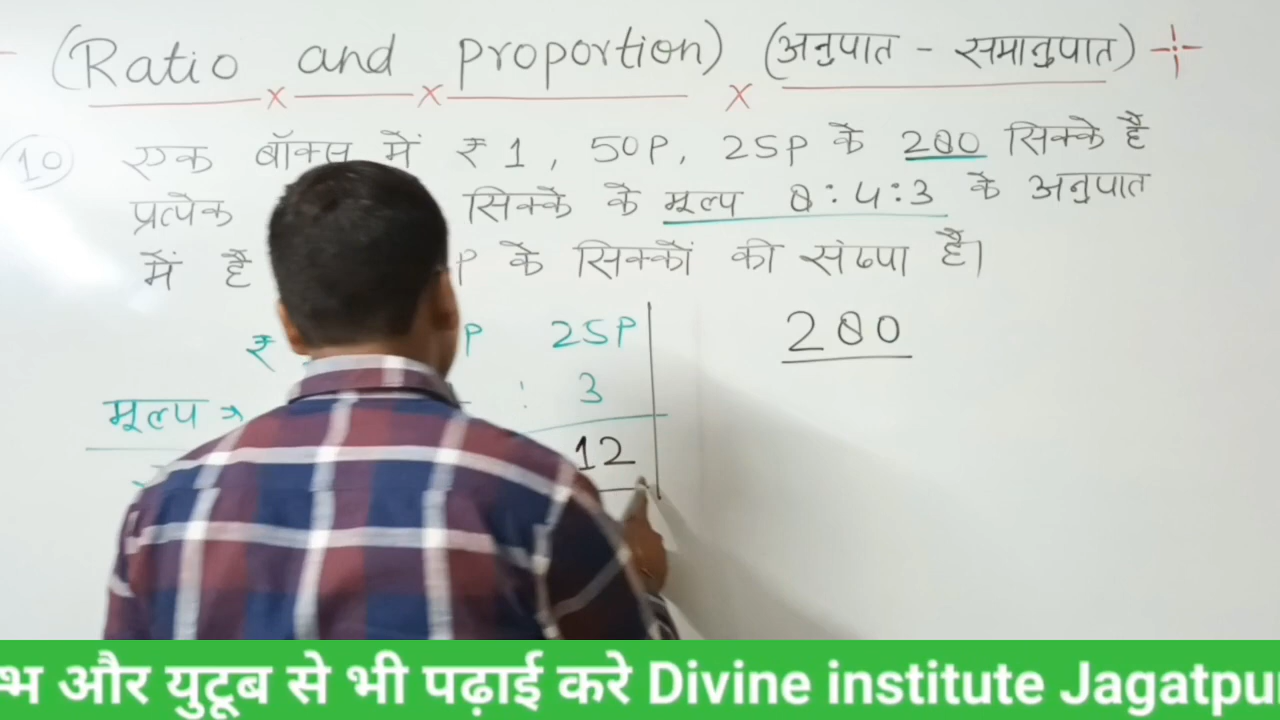 (Ratio and proportion) (अनुपात - समानुपात)
10 एक बॉक्स में ₹1, 50P, 25P के 280 सिक्के है
प्रत्येक सिक्के के मूल्य 8:4:3 के अनुपात
में है P के सिक्कों की संख्या है।
₹ P 25P 280
मूल्य → : 3
12
भ और युटूब से भी पढ़ाई करे Divine institute Jagatpu